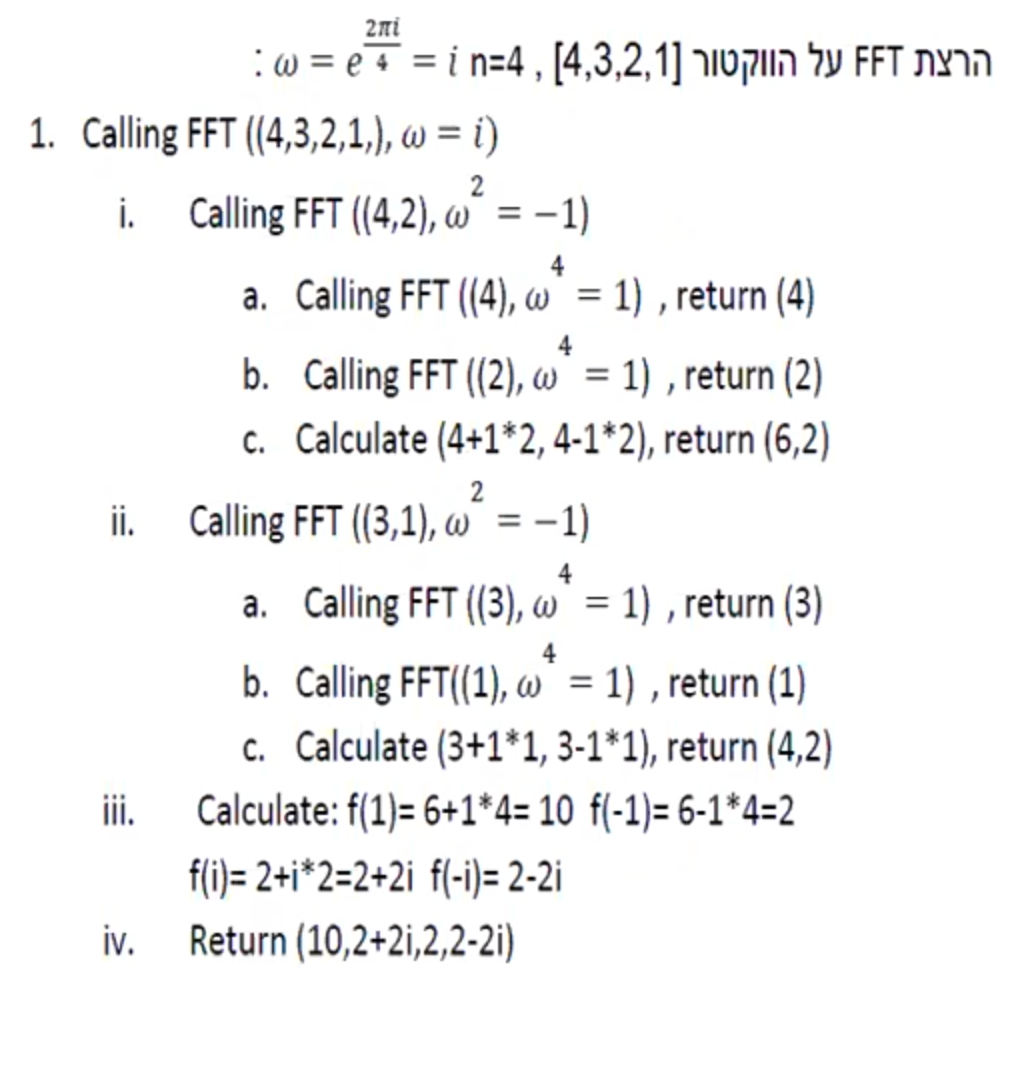 הרצת FFT על הווקטור [4,3,2,1] , n=4 ω = e^(2πi/4) = i :
1. Calling FFT ((4,3,2,1,), ω = i)
i. Calling FFT ((4,2), ω^2 = −1)
a. Calling FFT ((4), ω^4 = 1) , return (4)
b. Calling FFT ((2), ω^4 = 1) , return (2)
c. Calculate (4+1*2, 4-1*2), return (6,2)
ii. Calling FFT ((3,1), ω^2 = −1)
a. Calling FFT ((3), ω^4 = 1) , return (3)
b. Calling FFT((1), ω^4 = 1) , return (1)
c. Calculate (3+1*1, 3-1*1), return (4,2)
iii. Calculate: f(1)= 6+1*4= 10 f(-1)= 6-1*4=2
f(i)= 2+i*2=2+2i f(-i)= 2-2i
iv. Return (10,2+2i,2,2-2i)